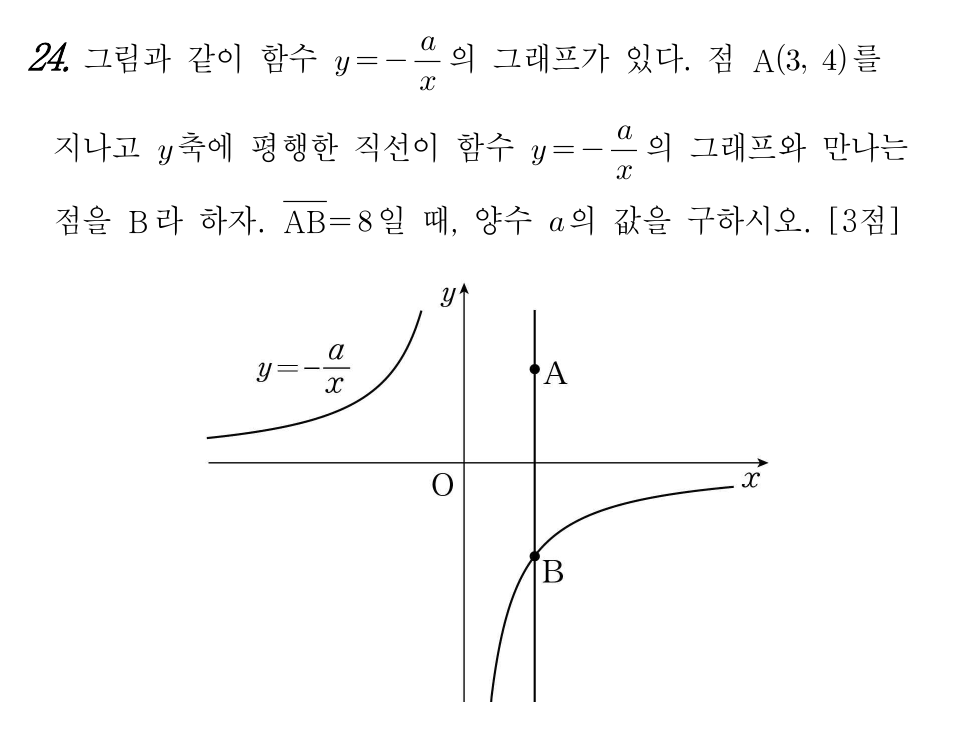 24. 그림과 같이 함수 y=-a/x의 그래프가 있다. 점 A(3, 4)를
지나고 y축에 평행한 직선이 함수 y=-a/x의 그래프와 만나는
점을 B라 하자. A̅B̅=8일 때, 양수 a의 값을 구하시오. [3점]
y
y=-a/x
A
O
x
B